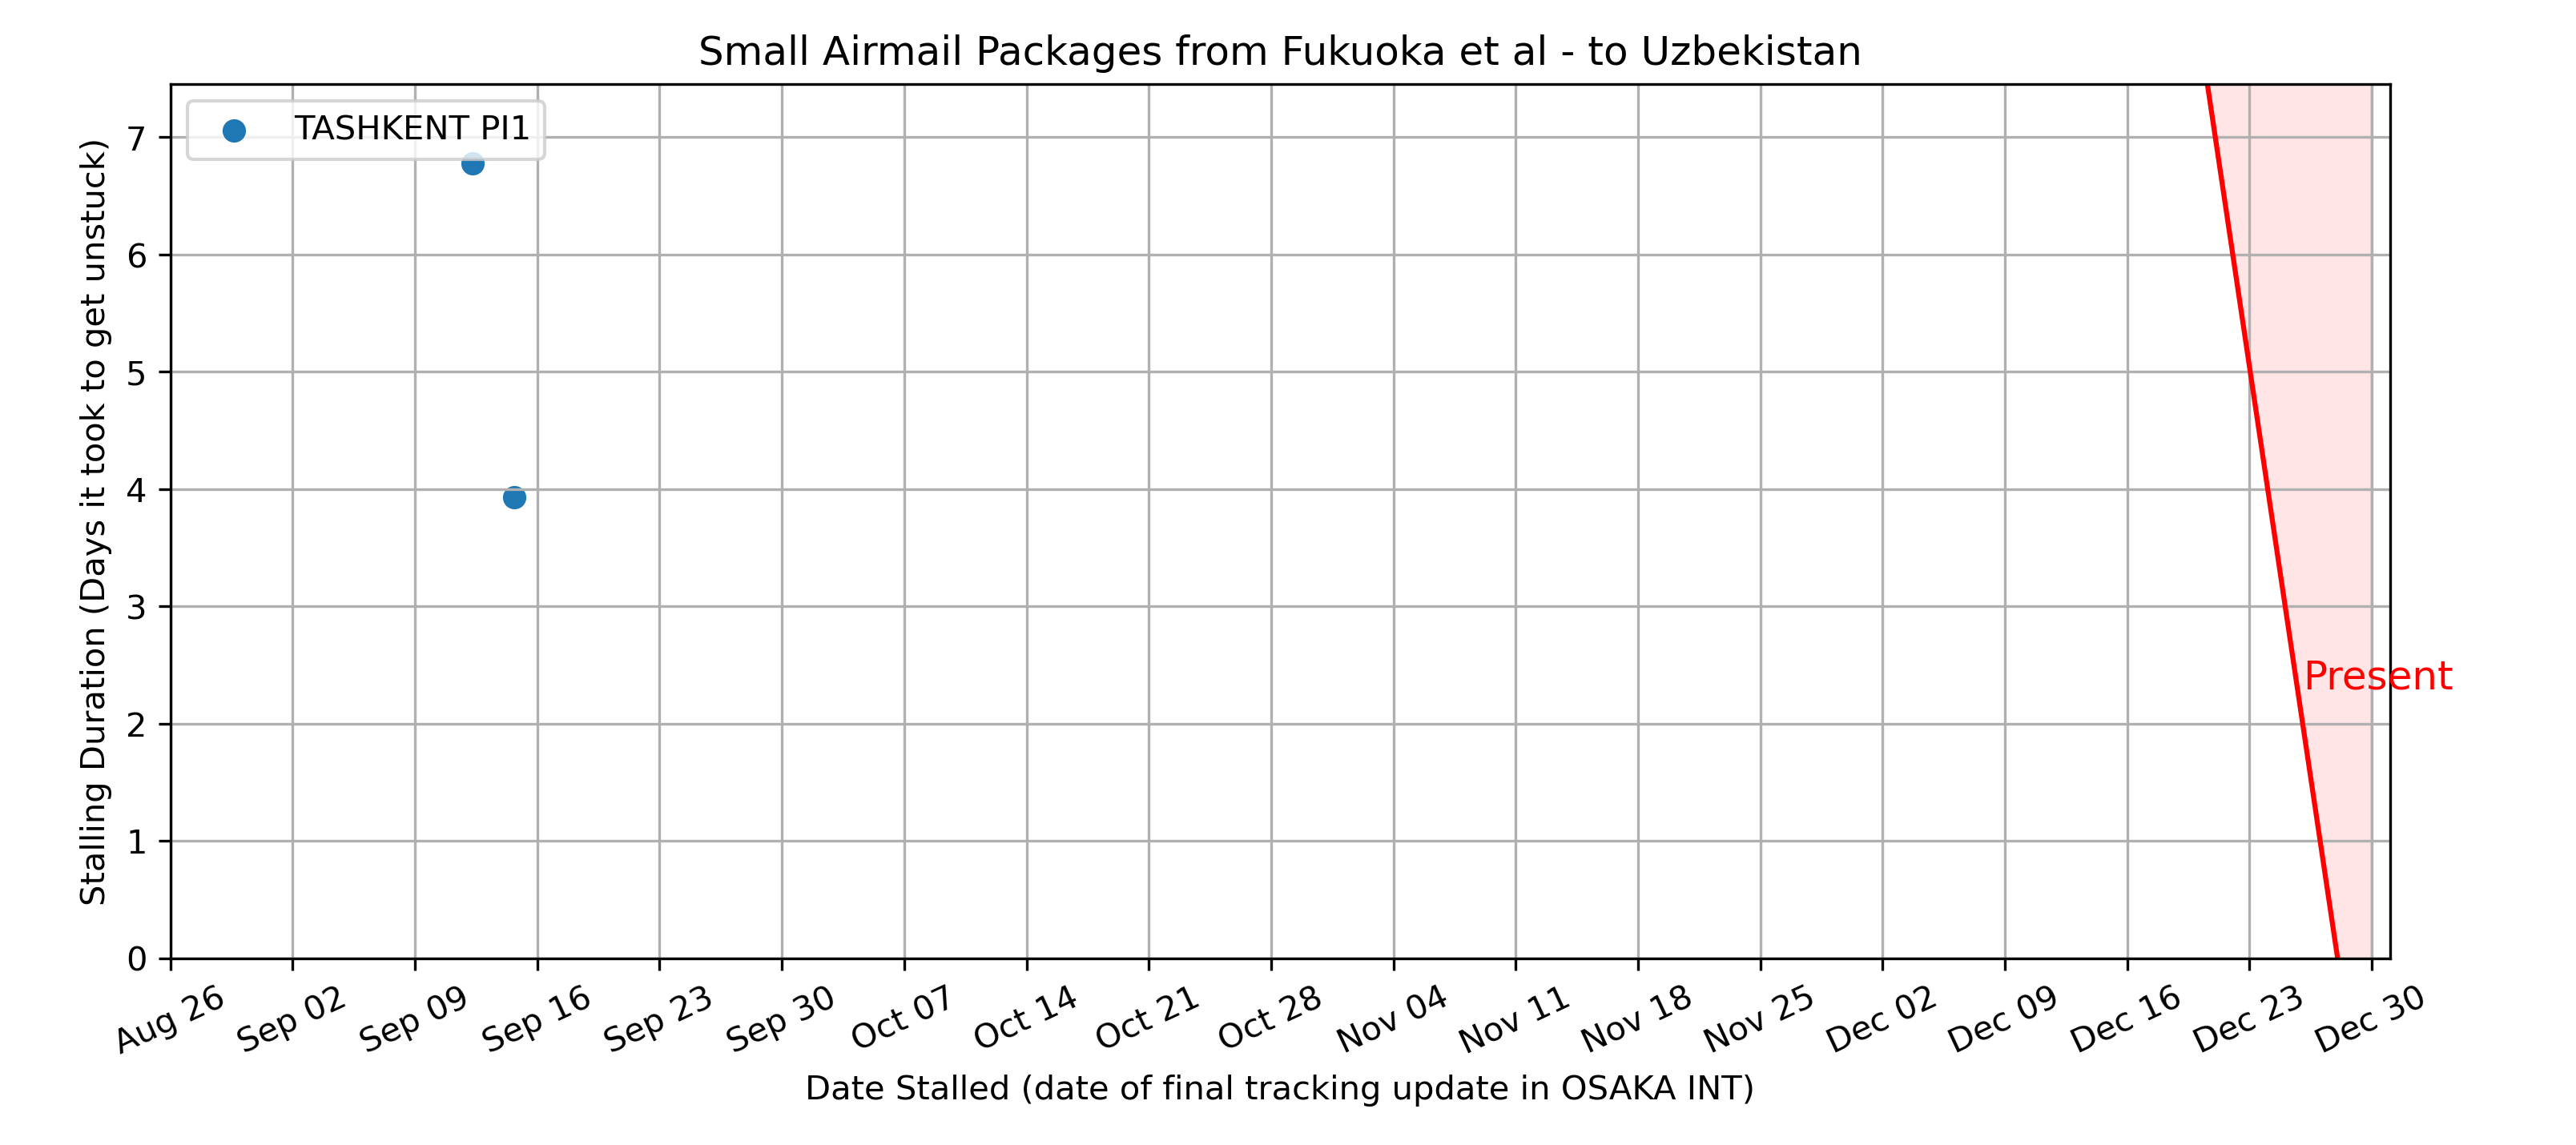 Small Airmail Packages from Fukuoka et al - to Uzbekistan
TASHKENT PI1
Stalling Duration (Days it took to get unstuck)
7
6
5
4
3
2
1
0
Present
Aug 26
Sep 02
Sep 09
Sep 16
Sep 23
Sep 30
Oct 07
Oct 14
Oct 21
Oct 28
Nov 04
Nov 11
Nov 18
Nov 25
Dec 02
Dec 09
Dec 16
Dec 23
Dec 30
Date Stalled (date of final tracking update in OSAKA INT)